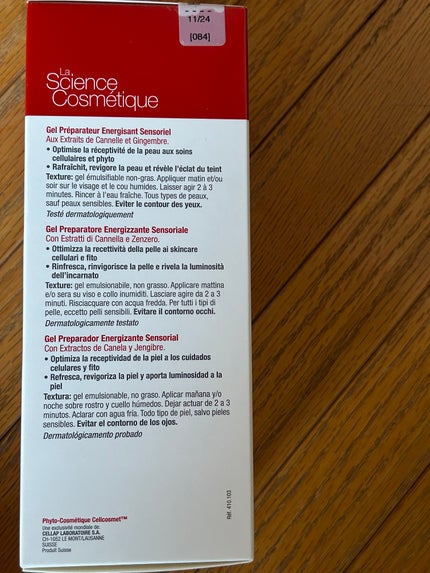 11/24
[084]
La
Science
Cosmétique
Gel Préparateur Energisant Sensoriel
Aux Extraits de Cannelle et Gingembre.
• Optimise la réceptivité de la peau aux soins
cellulaires et phyto
• Rafraîchit, revigore la peau et révèle l'éclat du teint
Texture: gel émulsifiable non-gras. Appliquer matin et/ou
soir sur le visage et le cou humides. Laisser agir 2 à 3
minutes. Rincer à l'eau fraîche. Tous types de peaux,
sauf peaux sensibles. Eviter le contour des yeux.
Testé dermatologiquement
Gel Preparatore Energizzante Sensoriale
Con Estratti di Cannella e Zenzero.
• Ottimizza la recettività della pelle ai skincare
cellulari e fito
• Rinfresca, rinvigorisce la pelle e rivela la luminosità
dell'incarnato
Texture: gel emulsionabile, non grasso. Applicare mattina
e/o sera su viso e collo inumiditi. Lasciare agire da 2 a 3
minuti. Risciacquare con acqua fredda. Per tutti i tipi di
pelle, eccetto pelli sensibili. Evitare il contorno occhi.
Dermatologicamente testato
Gel Preparador Energizante Sensorial
Con Extractos de Canela y Jengibre.
• Optimiza la receptividad de la piel a los cuidados
celulares y fito
• Refresca, revigoriza la piel y aporta luminosidad a la
piel
Textura: gel emulsionable, no graso. Aplicar mañana y/o
noche sobre rostro y cuello húmedos. Dejar actuar de 2 a 3
minutos. Aclarar con agua fría. Todo tipo de piel, salvo pieles
sensibles. Evitar el contorno de los ojos.
Dermatológicamente probado
Réf. 410.103
Phyto-Cosmétique Cellcosmet™
Une exclusivité mondiale de:
CELLAP LABORATOIRE S.A.
CH-1052 LE MONT/LAUSANNE
SUISSE
Produit Suisse